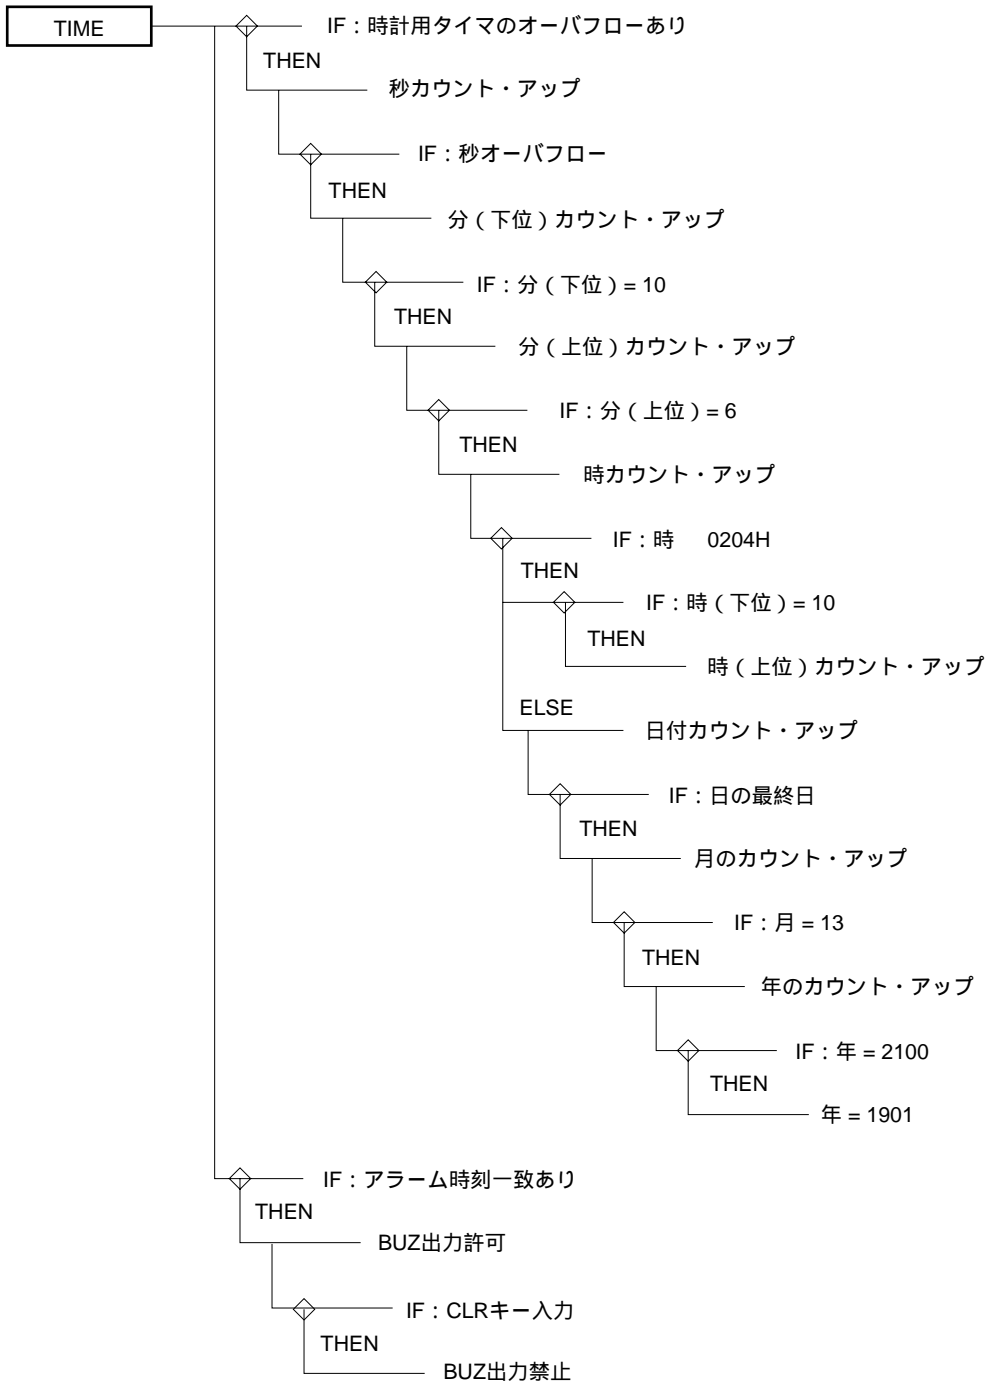 TIME
IF：時計用タイマのオーバフローあり
THEN
秒カウント・アップ
IF：秒オーバフロー
THEN
分（下位）カウント・アップ
IF：分（下位）= 10
THEN
分（上位）カウント・アップ
IF：分（上位）= 6
THEN
時カウント・アップ
IF：時　0204H
THEN
IF：時（下位）= 10
THEN
時（上位）カウント・アップ
ELSE
日付カウント・アップ
IF：日の最終日
THEN
月のカウント・アップ
IF：月 = 13
THEN
年のカウント・アップ
IF：年 = 2100
THEN
年 = 1901
IF：アラーム時刻一致あり
THEN
BUZ出力許可
IF：CLRキー入力
THEN
BUZ出力禁止